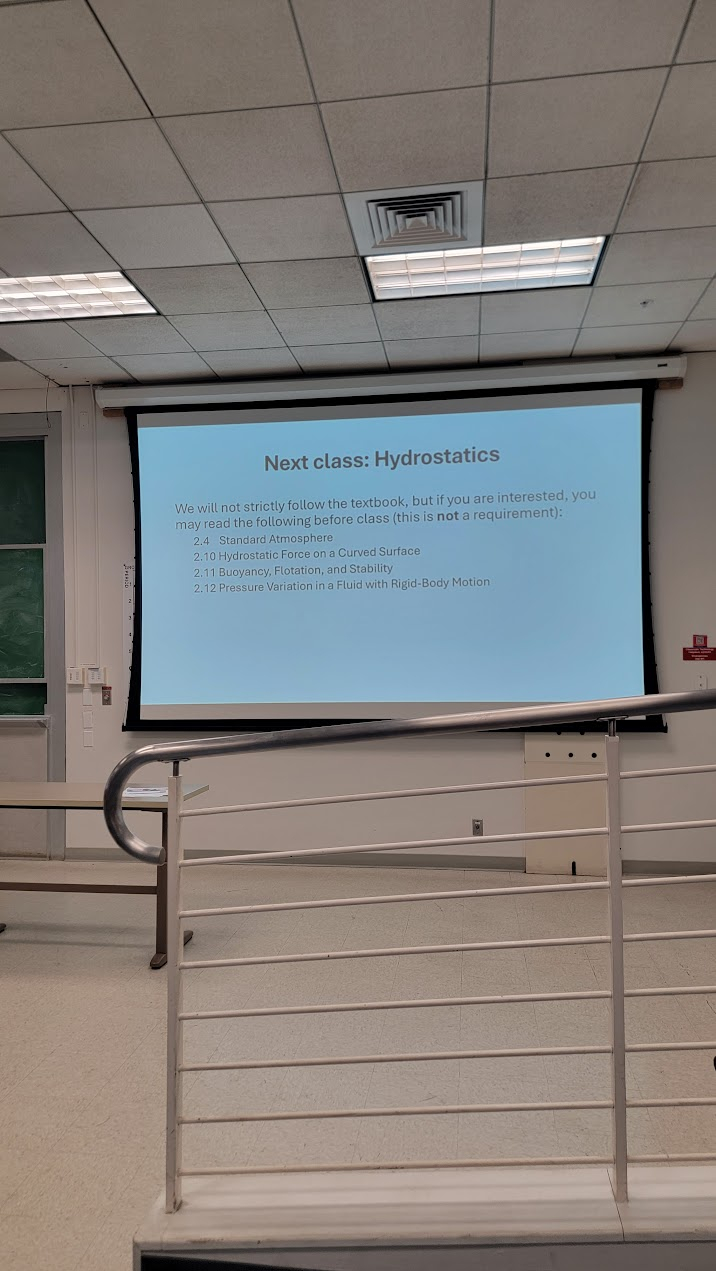 Next class: Hydrostatics
We will not strictly follow the textbook, but if you are interested, you
may read the following before class (this is not a requirement):
2.4 Standard Atmosphere
2.10 Hydrostatic Force on a Curved Surface
2.11 Buoyancy, Flotation, and Stability
2.12 Pressure Variation in a Fluid with Rigid-Body Motion